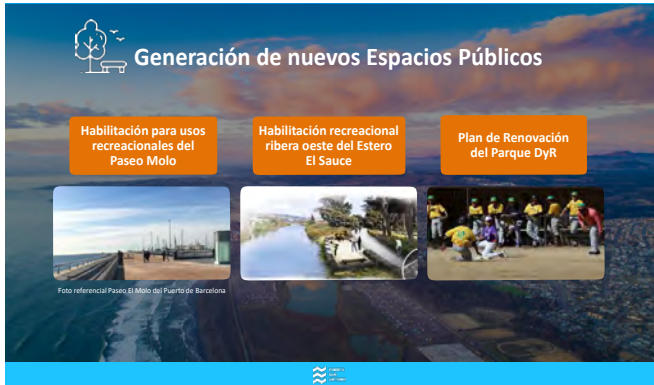 Generación de nuevos Espacios Públicos
Habilitación para usos
recreacionales del
Paseo Molo
Habilitación recreacional
ribera oeste del Estero
El Sauce
Plan de Renovación
del Parque DyR
Foto referencial Paseo El Molo del Puerto de Barcelona